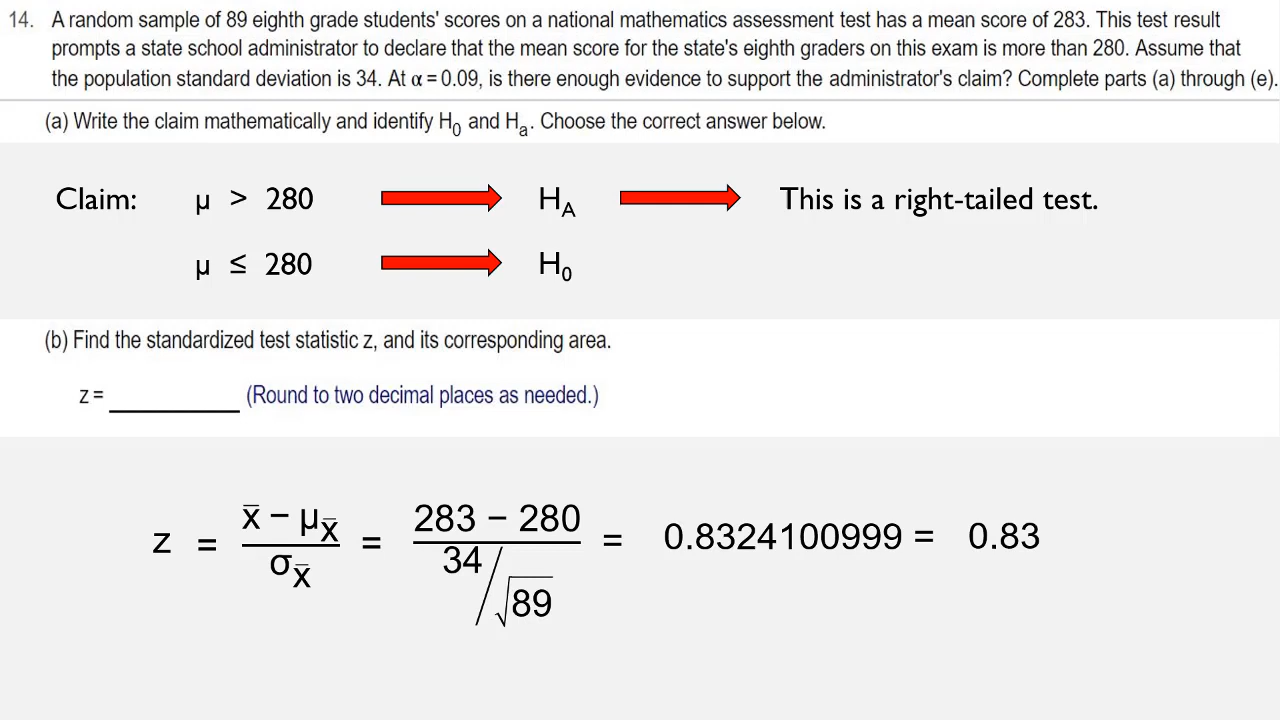 14. A random sample of 89 eighth grade students' scores on a national mathematics assessment test has a mean score of 283. This test result
prompts a state school administrator to declare that the mean score for the state's eighth graders on this exam is more than 280. Assume that
the population standard deviation is 34. At α = 0.09, is there enough evidence to support the administrator's claim? Complete parts (a) through (e).
(a) Write the claim mathematically and identify H₀ and Hₐ. Choose the correct answer below.
Claim: μ > 280 H_A This is a right-tailed test.
μ ≤ 280 H₀
(b) Find the standardized test statistic z, and its corresponding area.
z = ________ (Round to two decimal places as needed.)
z = (x̄ − μ_x̄) / σ_x̄ = (283 − 280) / (34/√89) = 0.8324100999 = 0.83